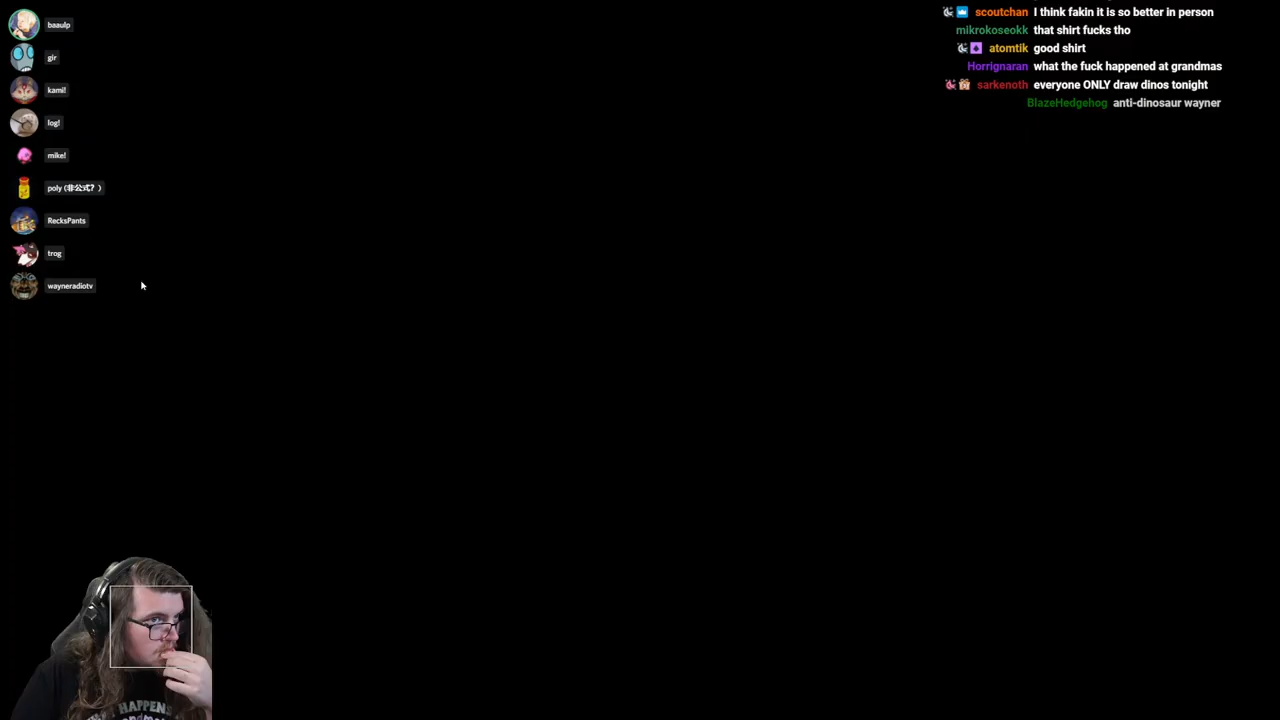 baaulp
gir
kami!
log!
mike!
poly (非公式? )
RecksPants
trog
wayneradiotv
scoutchan I think fakin it is so better in person
mikrokoseokk that shirt fucks tho
atomtik good shirt
Horrignaran what the fuck happened at grandmas
sarkenoth everyone ONLY draw dinos tonight
BlazeHedgehog anti-dinosaur wayner
HAPPENS